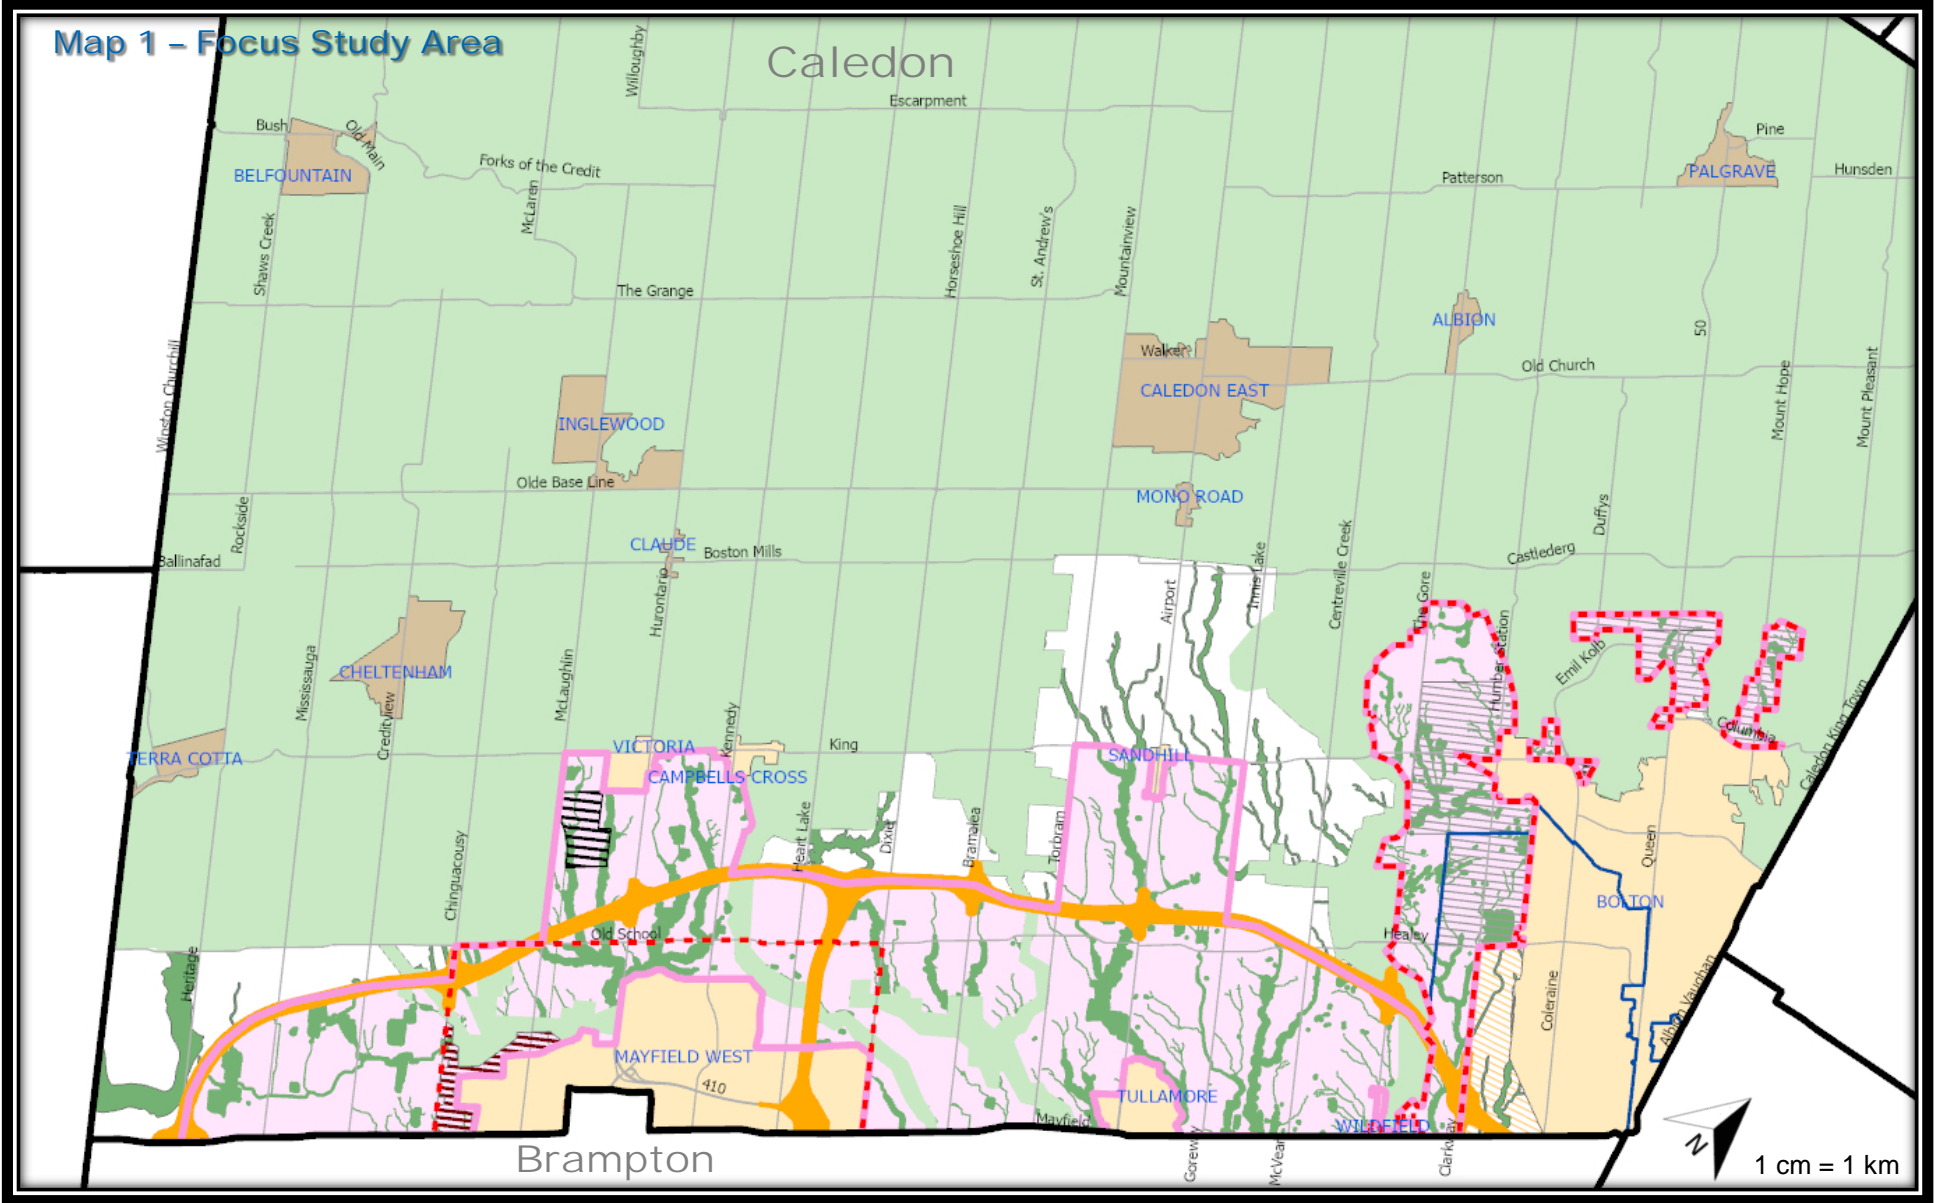 Map 1 – Focus Study Area
Caledon
Willoughby
Escarpment
Bush
Old Main
Pine
BELFOUNTAIN
Forks of the Credit
PALGRAVE
Hunsden
Patterson
McLaren
Shaws Creek
Horseshoe Hill
St. Andrew's
Mountainview
The Grange
ALBION
50
Winston Churchill
Walker
Old Church
CALEDON EAST
Mount Hope
Mount Pleasant
INGLEWOOD
Olde Base Line
MONO ROAD
Rockside
Duffys
CLAUDE
Boston Mills
Ballinafad
Castlederg
Centreville Creek
Innis Lake
Airport
Hurontario
The Gore
Humber Station
Emil Kolb
CHELTENHAM
Mississauga
Creditview
McLaughlin
Kennedy
Columbia
Caledon King Town
TERRA COTTA
VICTORIA
King
SANDHILL
CAMPBELLS CROSS
Heart Lake
Dixie
Bramalea
Torbram
Queen
Chinguacousy
BOLTON
Old School
Healey
Heritage
Coleraine
Albion Vaughan
MAYFIELD WEST
410
TULLAMORE
Mayfield
WILDFIELD
Brampton
Gorewa
McVean
Clarkway
N
1 cm = 1 km